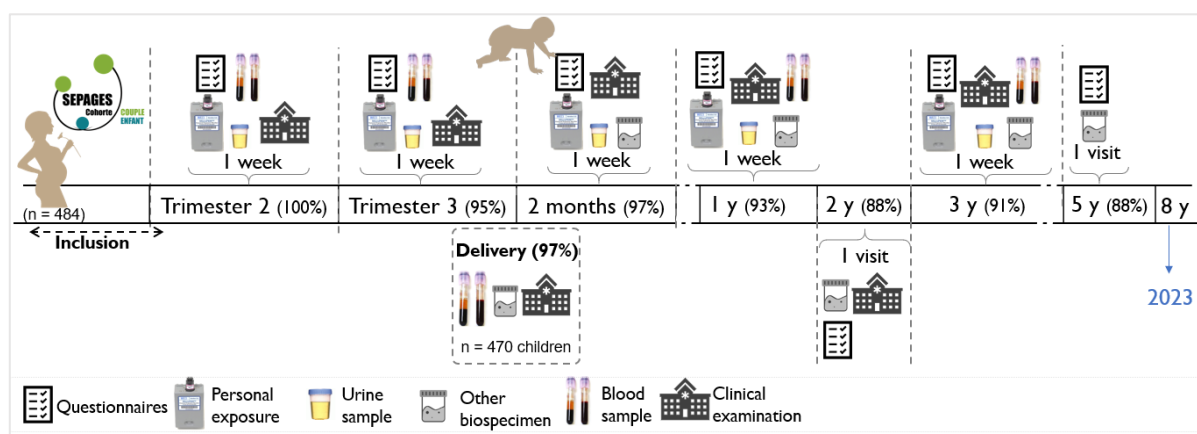 SEPAGES
Cohorte
COUPLE
ENFANT
1 week
1 week
1 week
1 week
1 week
1 visit
(n = 484)
Trimester 2 (100%)
Trimester 3 (95%)
2 months (97%)
1 y (93%)
2 y (88%)
3 y (91%)
5 y (88%)
8 y
Inclusion
Delivery (97%)
n = 470 children
1 visit
2023
Questionnaires
Personal
exposure
Urine
sample
Other
biospecimen
Blood
sample
Clinical
examination